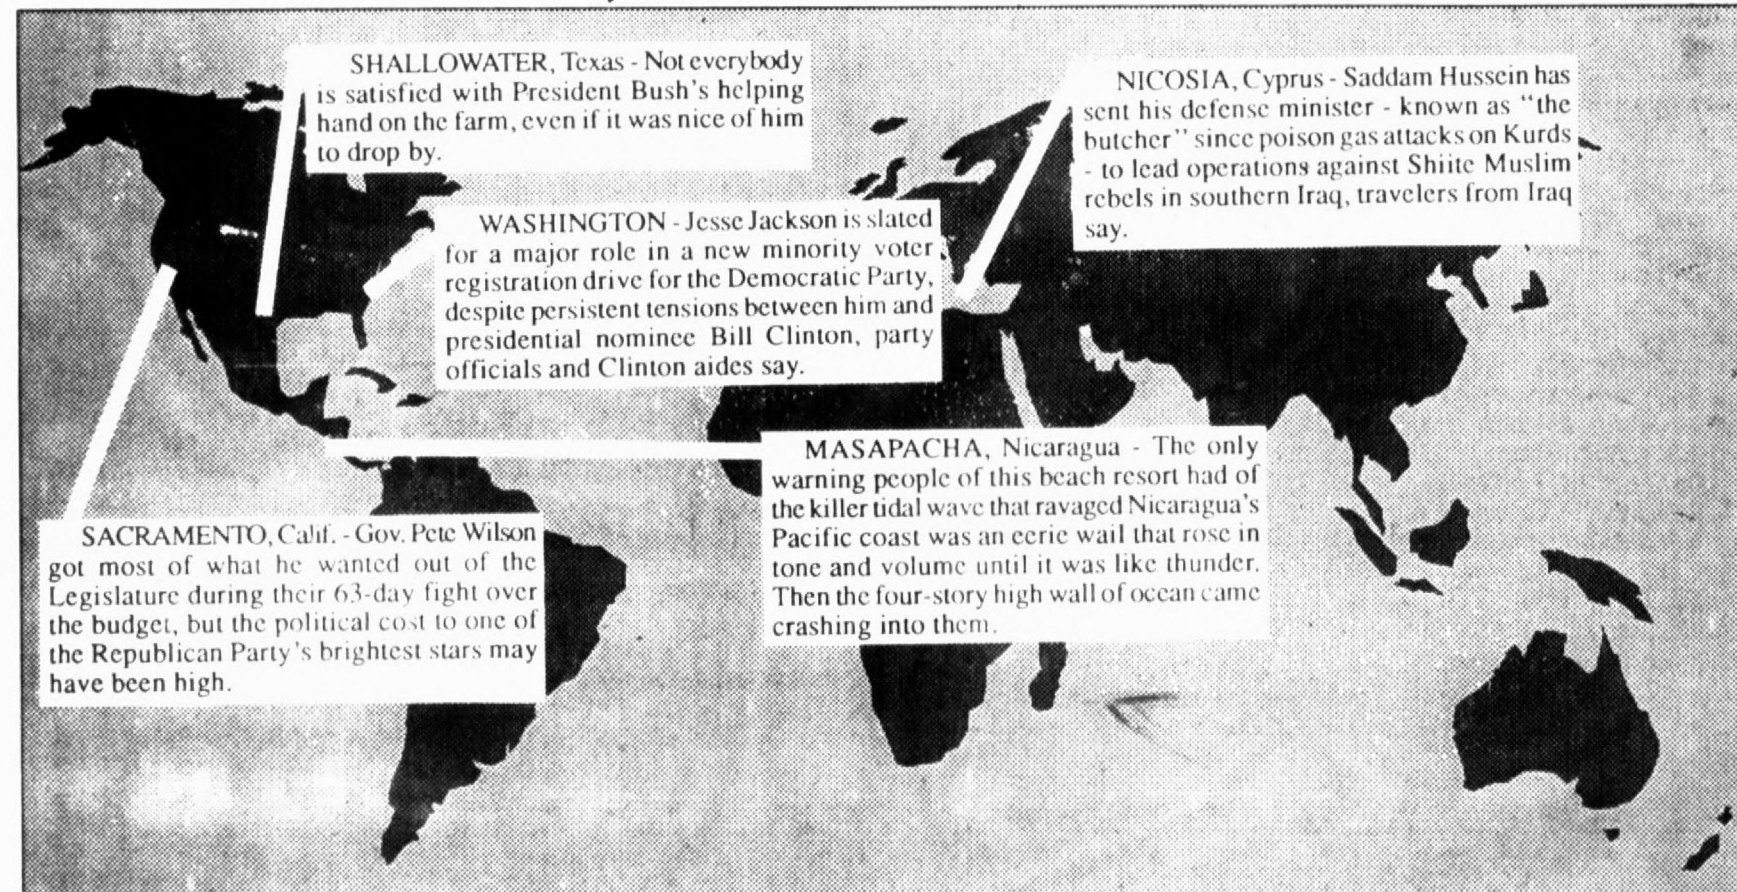 SHALLOWATER, Texas - Not everybody
is satisfied with President Bush's helping
hand on the farm, even if it was nice of him
to drop by.
NICOSIA, Cyprus - Saddam Hussein has
sent his defense minister - known as "the
butcher" since poison gas attacks on Kurds
- to lead operations against Shiite Muslim
rebels in southern Iraq, travelers from Iraq
say.
WASHINGTON - Jesse Jackson is slated
for a major role in a new minority voter
registration drive for the Democratic Party,
despite persistent tensions between him and
presidential nominee Bill Clinton, party
officials and Clinton aides say.
MASAPACHA, Nicaragua - The only
warning people of this beach resort had of
the killer tidal wave that ravaged Nicaragua's
Pacific coast was an eerie wail that rose in
tone and volume until it was like thunder.
Then the four-story high wall of ocean came
crashing into them.
SACRAMENTO, Calif. - Gov. Pete Wilson
got most of what he wanted out of the
Legislature during their 63-day fight over
the budget, but the political cost to one of
the Republican Party's brightest stars may
have been high.